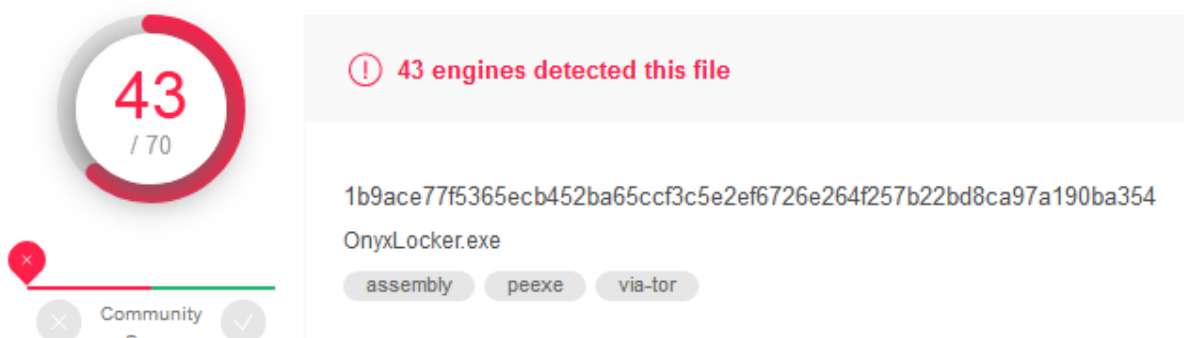 43
/ 70
43 engines detected this file
1b9ace77f5365ecb452ba65ccf3c5e2ef6726e264f257b22bd8ca97a190ba354
OnyxLocker.exe
assembly peexe via-tor
Community